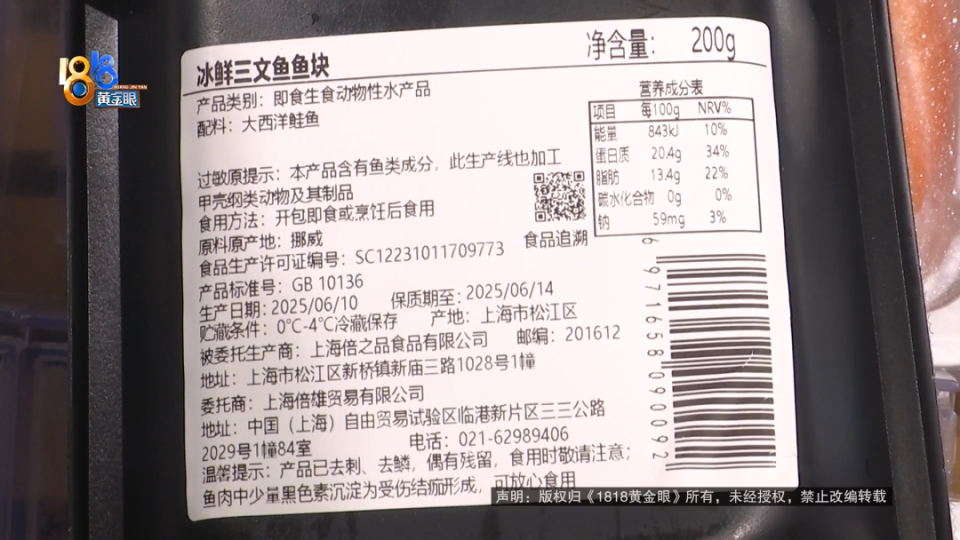 1818
黄金眼
冰鲜三文鱼鱼块
净含量: 200g
产品类别: 即食生食动物性水产品
配料: 大西洋鲑鱼
营养成分表
项目 每100g NRV%
能量 843kJ 10%
蛋白质 20.4g 34%
脂肪 13.4g 22%
碳水化合物 0g 0%
钠 59mg 3%
过敏原提示: 本产品含有鱼类成分，此生产线也加工
甲壳纲类动物及其制品
食用方法: 开包即食或烹饪后食用
原料原产地: 挪威
食品追溯
食品生产许可证编号: SC12231011709773
产品标准号: GB 10136
生产日期: 2025/06/10 保质期至: 2025/06/14
贮藏条件: 0℃-4℃冷藏保存 产地: 上海市松江区
被委托生产商: 上海倍之品食品有限公司 邮编: 201612
地址: 上海市松江区新桥镇新庙三路1028号1幢
委托商: 上海倍雄贸易有限公司
地址: 中国（上海）自由贸易试验区临港新片区三三公路
2029号1幢84室 电话: 021-62989406
温馨提示: 产品已去刺、去鳞，偶有残留，食用时敬请注意;
鱼肉中少量黑色素沉淀为受伤结痂形成，可放心食用
6 971658090092
声明：版权归《1818黄金眼》所有，未经授权，禁止改编转载